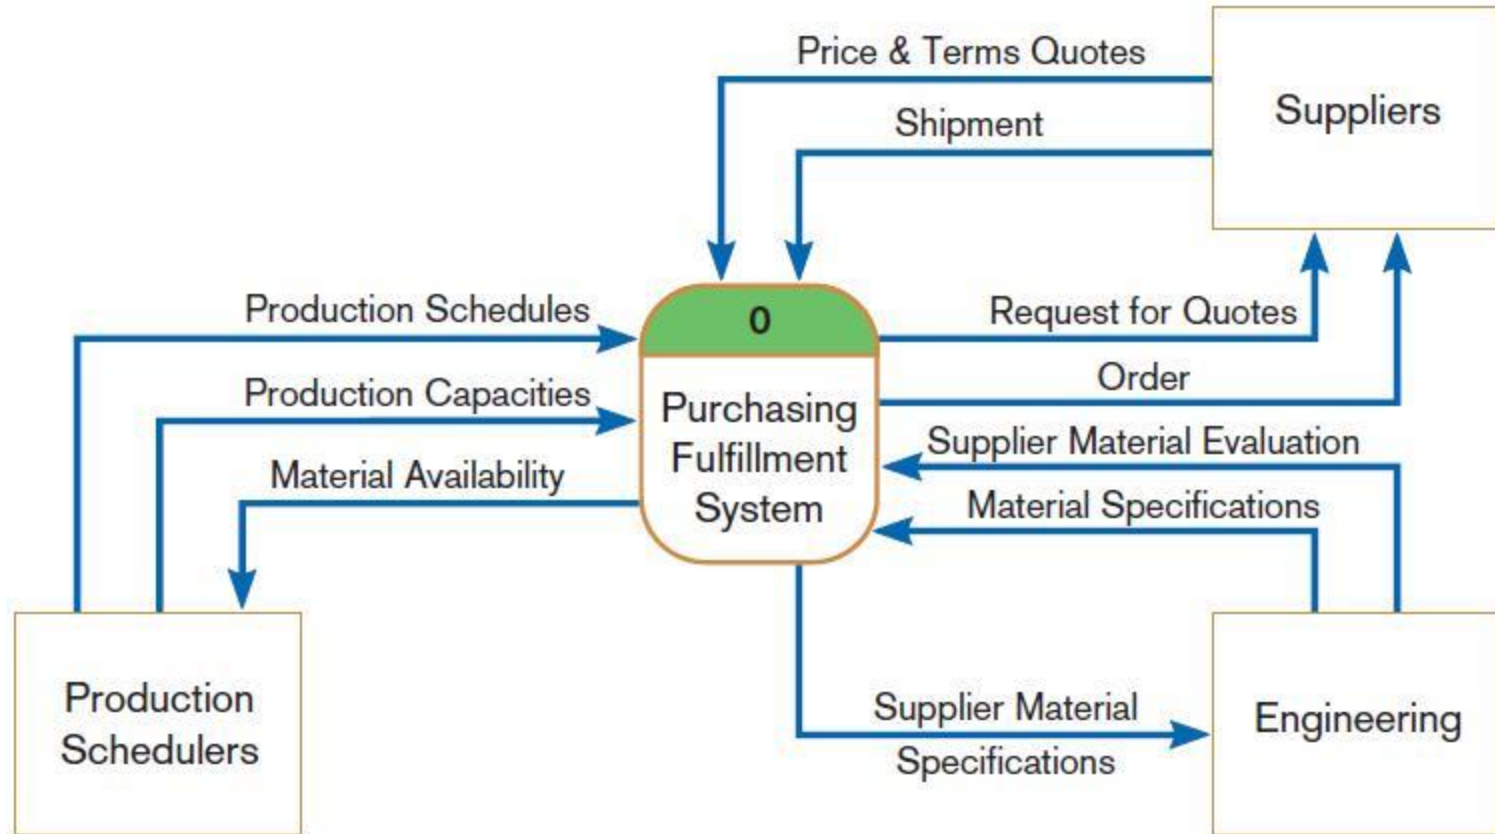 Price & Terms Quotes
Suppliers
Shipment
Production Schedules
0
Request for Quotes
Production Capacities
Order
Purchasing
Fulfillment
System
Supplier Material Evaluation
Material Availability
Material Specifications
Production
Schedulers
Supplier Material
Specifications
Engineering